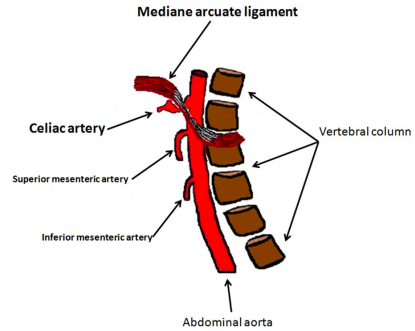 Mediane arcuate ligament
Celiac artery
Vertebral column
Superior mesenteric artery
Inferior mesenteric artery
Abdominal aorta